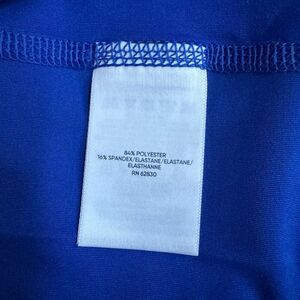 84% POLYESTER
16% SPANDEX/ELASTANE/ELASTANE/
ELASTHANNE
RN 62830